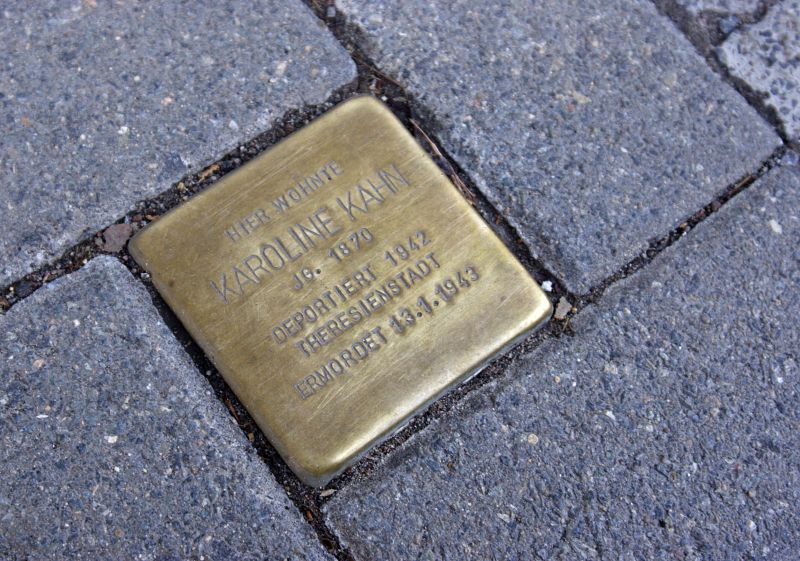 HIER WOHNTE
KAROLINE KAHN
JG. 1870
DEPORTIERT 1942
THERESIENSTADT
ERMORDET 13.1.1943